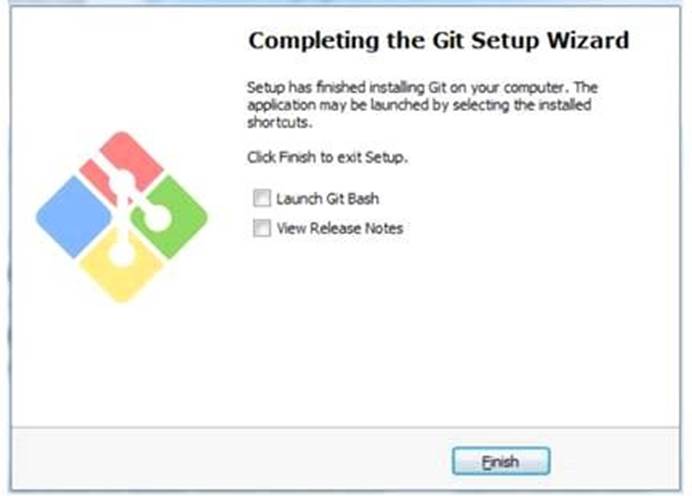 Completing the Git Setup Wizard
Setup has finished installing Git on your computer. The
application may be launched by selecting the installed
shortcuts.
Click Finish to exit Setup.
Launch Git Bash
View Release Notes
Finish